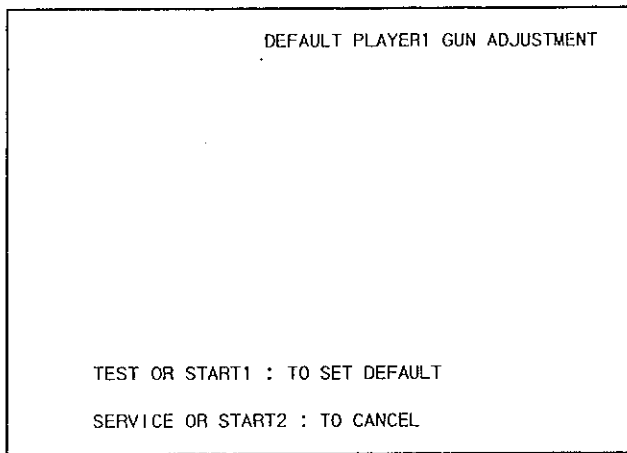 DEFAULT PLAYER1 GUN ADJUSTMENT
TEST OR START1 : TO SET DEFAULT
SERVICE OR START2 : TO CANCEL